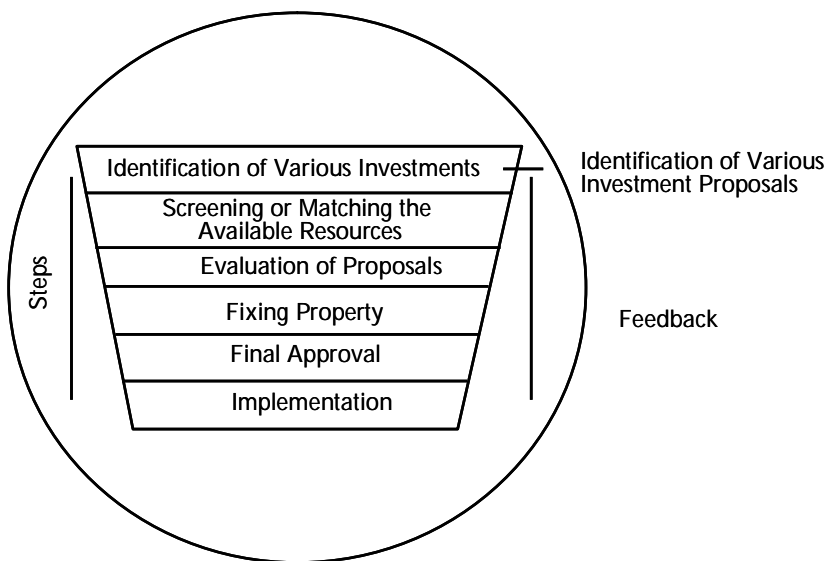 Identification of Various Investments
Identification of Various
Investment Proposals
Screening or Matching the
Available Resources
Evaluation of Proposals
Steps
Fixing Property
Feedback
Final Approval
Implementation